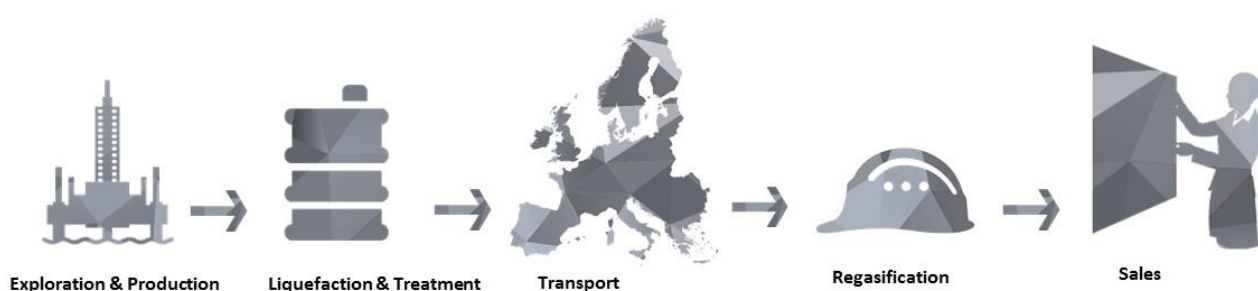 Exploration & Production
Liquefaction & Treatment
Transport
Regasification
Sales